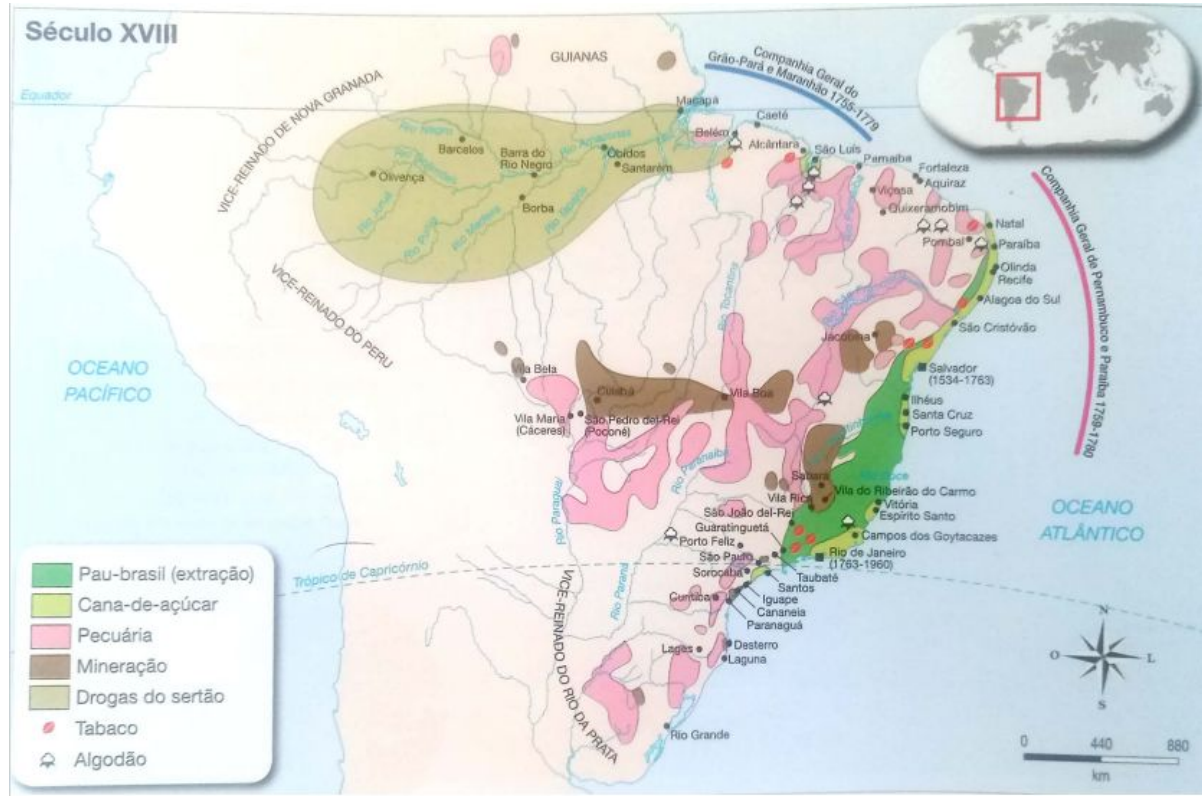 Século XVIII
GUIANAS
Companhia Geral do
Grão-Pará e Maranhão 1755-1779
Equador
VICE-REINADO DE NOVA GRANADA
Macapá
Caeté
Belém
Alcântara
São Luís
Parnaíba
Fortaleza
Aquiraz
Rio Negro
Barcelos
Barra do
Rio Negro
Rio Amazonas
Óbidos
Santarém
Olivença
Borba
Rio Juruá
Rio Purus
Rio Madeira
Rio Tapajós
Viçosa
Quixeramobim
Natal
Pombal
Paraíba
Olinda
Recife
Companhia Geral de Pernambuco e Paraíba 1759-1780
Rio Tocantins
Alagoa do Sul
São Cristóvão
VICE-REINADO DO PERU
OCEANO
PACÍFICO
Jacobina
Salvador
(1534-1763)
Vila Bela
Cuiabá
Vila Boa
Ilhéus
Santa Cruz
Porto Seguro
Vila Maria
(Cáceres)
São Pedro del-Rei
(Poconé)
Rio Paranaíba
Rio Paraguai
Sabará
Vila Rica
Vila do Ribeirão do Carmo
Vitória
Espírito Santo
OCEANO
ATLÂNTICO
São João del-Rei
Guaratinguetá
Porto Feliz
Campos dos Goytacazes
São Paulo
Rio de Janeiro
(1763-1960)
Trópico de Capricórnio
Sorocaba
Taubaté
Santos
Iguape
Cananeia
Paranaguá
Curitiba
Rio Paraná
VICE-REINADO DO RIO DA PRATA
Lages
Desterro
Laguna
Rio Grande
Pau-brasil (extração)
Cana-de-açúcar
Pecuária
Mineração
Drogas do sertão
Tabaco
Algodão
N
O
L
S
0 440 880
km